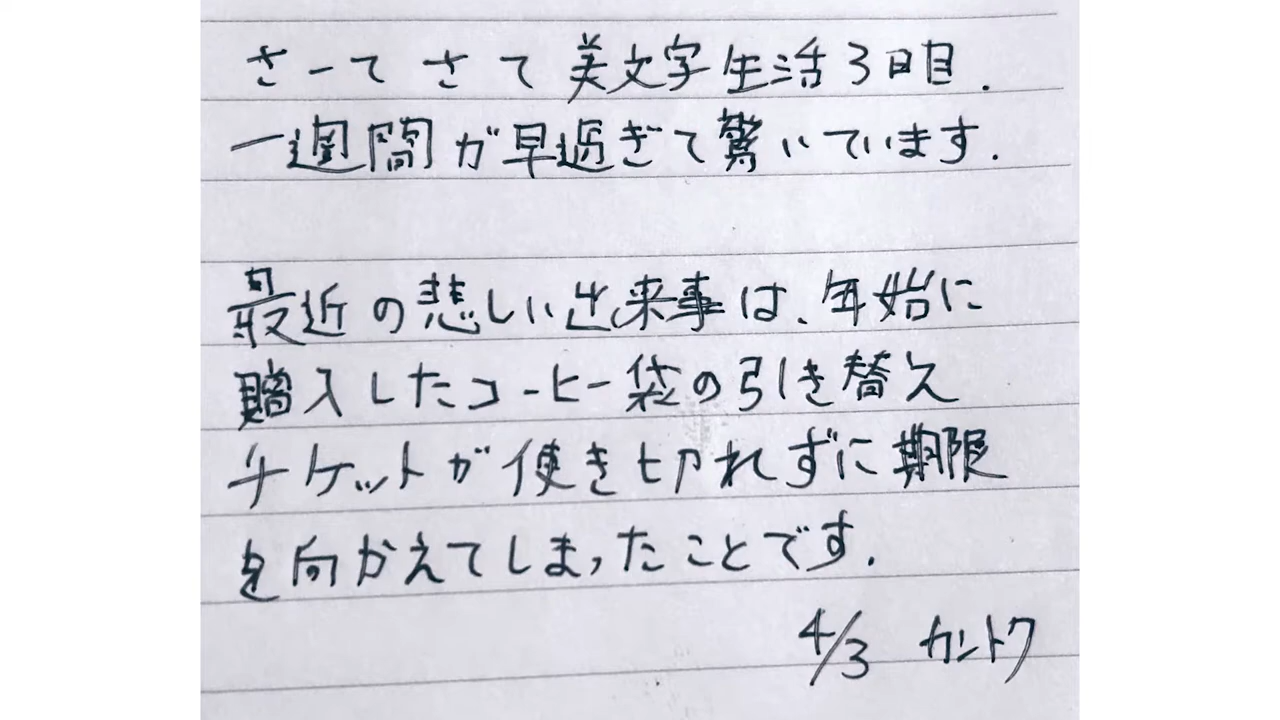 さーて さて 美文字生活3日目.
一週間が早過ぎて驚いています.
最近の悲しい出来事は、年始に
購入したコーヒー袋の引き替え
チケットが使き切れずに期限
を向かえてしまったことです.
4/3 カントク